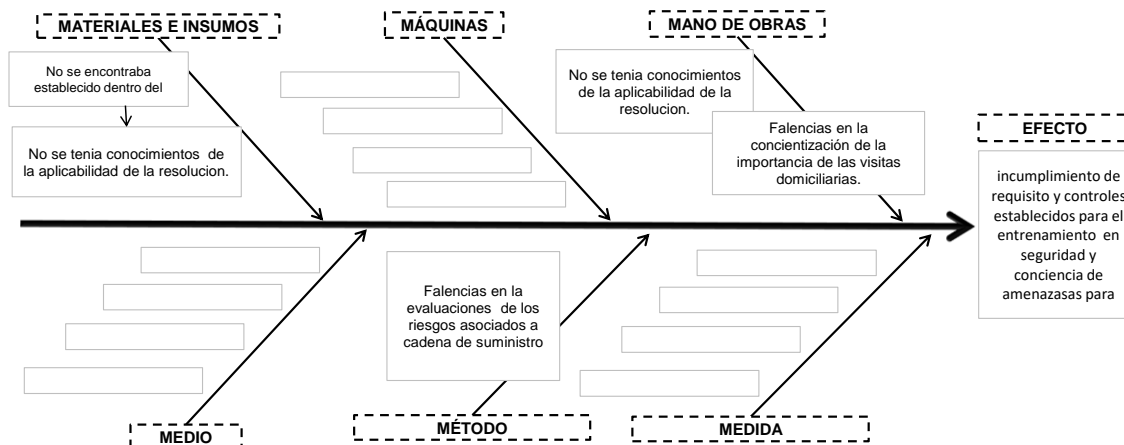 MATERIALES E INSUMOS
MÁQUINAS
MANO DE OBRAS
No se encontraba
establecido dentro del
No se tenia conocimientos de
la aplicabilidad de la resolucion.
No se tenia conocimientos
de la aplicabilidad de la
resolucion.
Falencias en la
concientización de la
importancia de las visitas
domiciliarias.
EFECTO
incumplimiento de
requisito y controles
establecidos para el
entrenamiento en
seguridad y
conciencia de
amenazasas para
Falencias en la
evaluaciones de los
riesgos asociados a
cadena de suministro
MEDIO
MÉTODO
MEDIDA